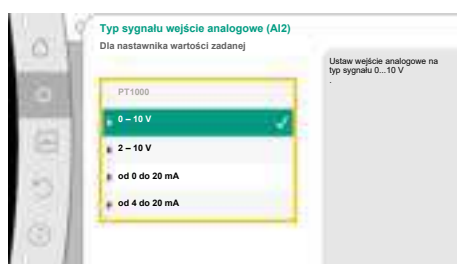 Typ sygnału wejście analogowe (AI2)
Dla nastawnika wartości zadanej
Ustaw wejście analogowe na
typ sygnału 0...10 V
.
PT1000
0 – 10 V
2 – 10 V
od 0 do 20 mA
od 4 do 20 mA